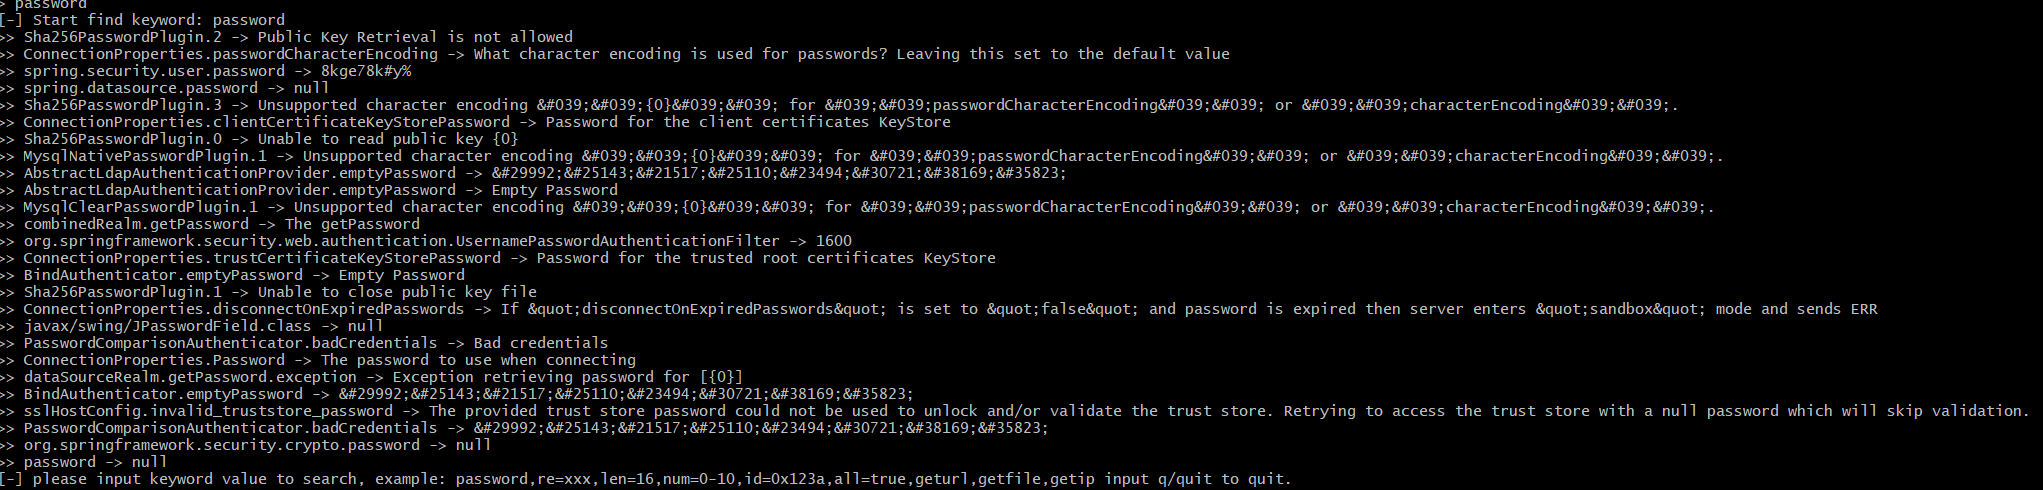 > password
[-] Start find keyword: password
>> Sha256PasswordPlugin.2 -> Public Key Retrieval is not allowed
>> ConnectionProperties.passwordCharacterEncoding -> What character encoding is used for passwords? Leaving this set to the default value
>> spring.security.user.password -> 8kge78k#y%
>> spring.datasource.password -> null
>> Sha256PasswordPlugin.3 -> Unsupported character encoding &#039;&#039;{0}&#039;&#039; for &#039;&#039;passwordCharacterEncoding&#039;&#039; or &#039;&#039;characterEncoding&#039;&#039;.
>> ConnectionProperties.clientCertificateKeyStorePassword -> Password for the client certificates KeyStore
>> Sha256PasswordPlugin.0 -> Unable to read public key {0}
>> MysqlNativePasswordPlugin.1 -> Unsupported character encoding &#039;&#039;{0}&#039;&#039; for &#039;&#039;passwordCharacterEncoding&#039;&#039; or &#039;&#039;characterEncoding&#039;&#039;.
>> AbstractLdapAuthenticationProvider.emptyPassword -> &#29992;&#25143;&#21517;&#25110;&#23494;&#30721;&#38169;&#35823;
>> AbstractLdapAuthenticationProvider.emptyPassword -> Empty Password
>> MysqlClearPasswordPlugin.1 -> Unsupported character encoding &#039;&#039;{0}&#039;&#039; for &#039;&#039;passwordCharacterEncoding&#039;&#039; or &#039;&#039;characterEncoding&#039;&#039;.
>> combinedRealm.getPassword -> The getPassword
>> org.springframework.security.web.authentication.UsernamePasswordAuthenticationFilter -> 1600
>> ConnectionProperties.trustCertificateKeyStorePassword -> Password for the trusted root certificates KeyStore
>> BindAuthenticator.emptyPassword -> Empty Password
>> Sha256PasswordPlugin.1 -> Unable to close public key file
>> ConnectionProperties.disconnectOnExpiredPasswords -> If &quot;disconnectOnExpiredPasswords&quot; is set to &quot;false&quot; and password is expired then server enters &quot;sandbox&quot; mode and sends ERR
>> javax/swing/JPasswordField.class -> null
>> PasswordComparisonAuthenticator.badCredentials -> Bad credentials
>> ConnectionProperties.Password -> The password to use when connecting
>> dataSourceRealm.getPassword.exception -> Exception retrieving password for [{0}]
>> BindAuthenticator.emptyPassword -> &#29992;&#25143;&#21517;&#25110;&#23494;&#30721;&#38169;&#35823;
>> sslHostConfig.invalid_truststore_password -> The provided trust store password could not be used to unlock and/or validate the trust store. Retrying to access the trust store with a null password which will skip validation.
>> PasswordComparisonAuthenticator.badCredentials -> &#29992;&#25143;&#21517;&#25110;&#23494;&#30721;&#38169;&#35823;
>> org.springframework.security.crypto.password -> null
>> password -> null
[-] please input keyword value to search, example: password,re=xxx,len=16,num=0-10,id=0x123a,all=true,geturl,getfile,getip input q/quit to quit.